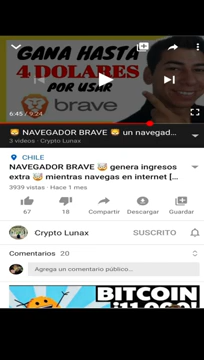 GANA HASTA
4 DOLARES
POR USAR
brave
6:45 / 9:24
🦁 NAVEGADOR BRAVE 🦁 un navegad...
3 videos · Crypto Lunax
CHILE
NAVEGADOR BRAVE 🤯 genera ingresos
extra 🤯 mientras navegas en internet [...
3939 vistas · Hace 1 mes
67
18
Compartir
Descargar
Guardar
Crypto Lunax
SUSCRITO
Comentarios 20
Agrega un comentario público...
BITCOIN